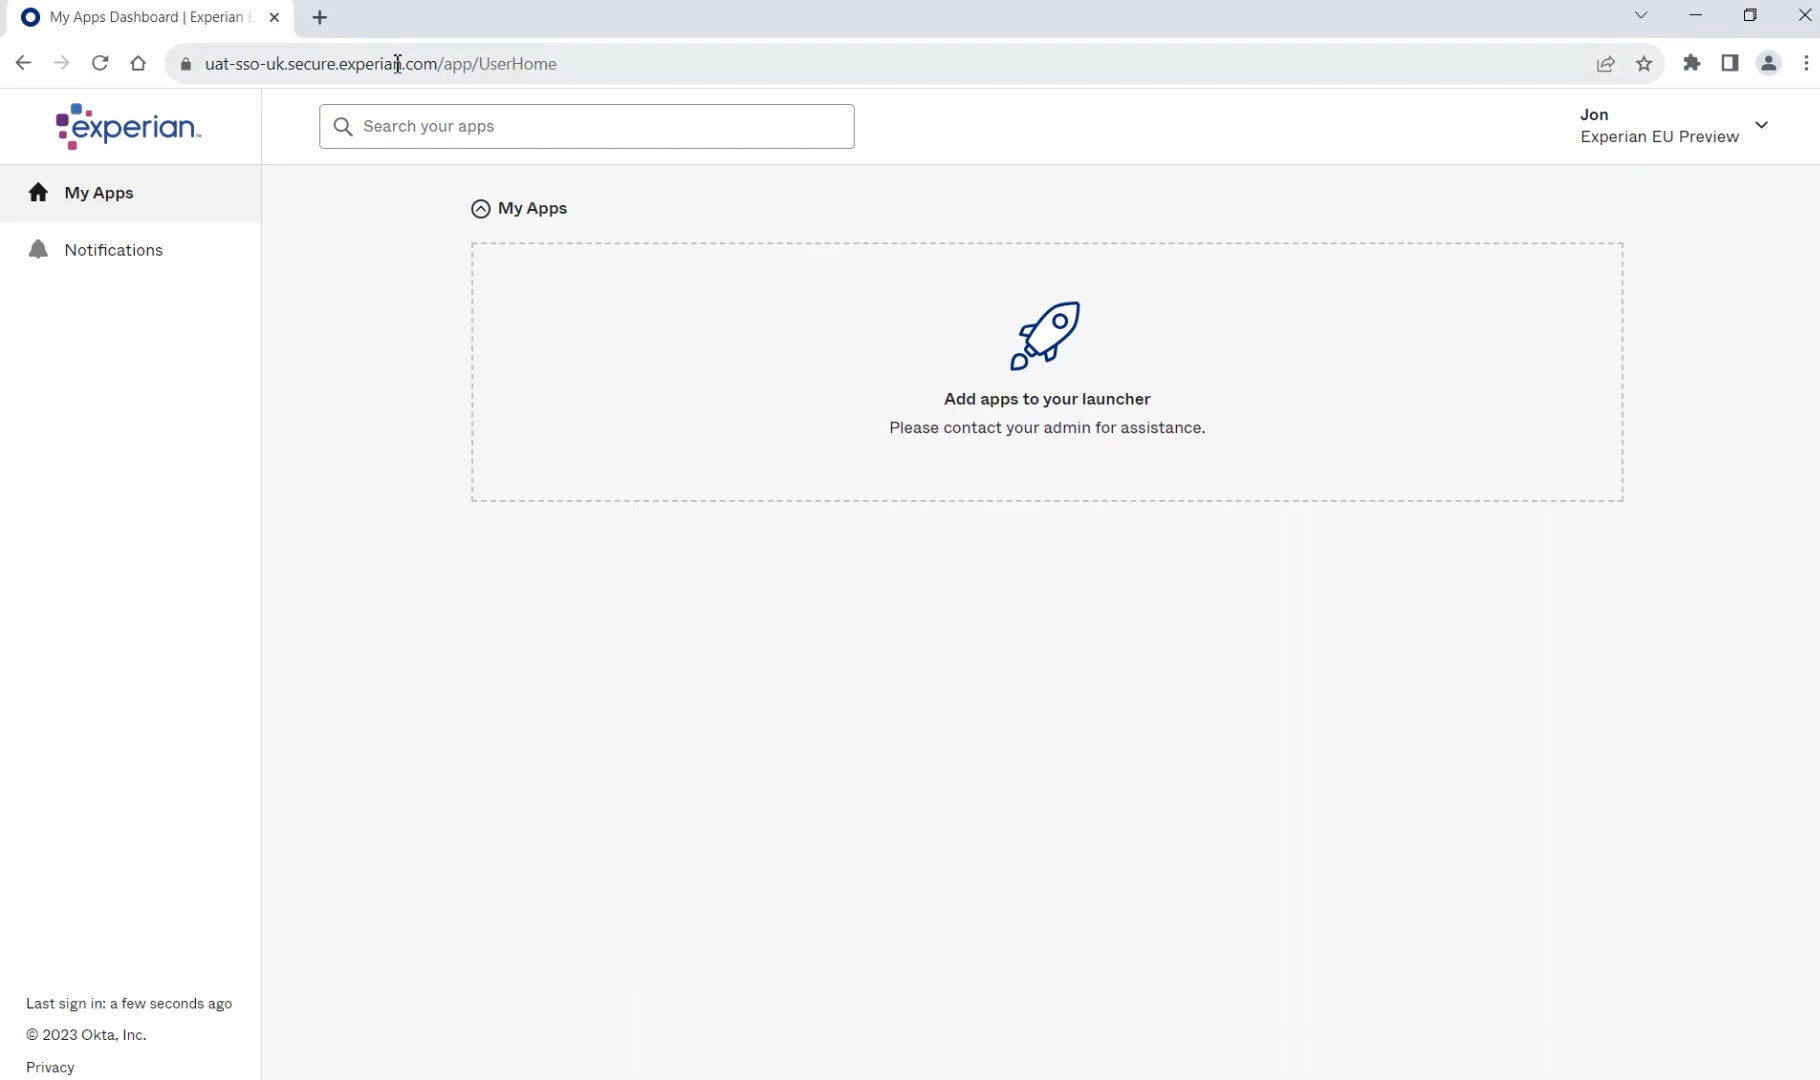 My Apps Dashboard | Experian
uat-sso-uk.secure.experian.com/app/UserHome
experian.
Search your apps
Jon
Experian EU Preview
My Apps
Notifications
My Apps
Add apps to your launcher
Please contact your admin for assistance.
Last sign in: a few seconds ago
© 2023 Okta, Inc.
Privacy